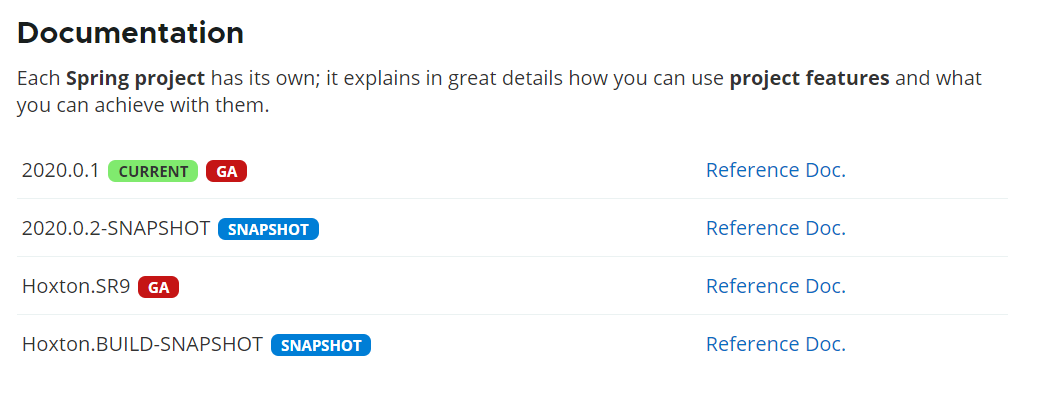 Documentation
Each Spring project has its own; it explains in great details how you can use project features and what
you can achieve with them.
2020.0.1 CURRENT GA Reference Doc.
2020.0.2-SNAPSHOT SNAPSHOT Reference Doc.
Hoxton.SR9 GA Reference Doc.
Hoxton.BUILD-SNAPSHOT SNAPSHOT Reference Doc.